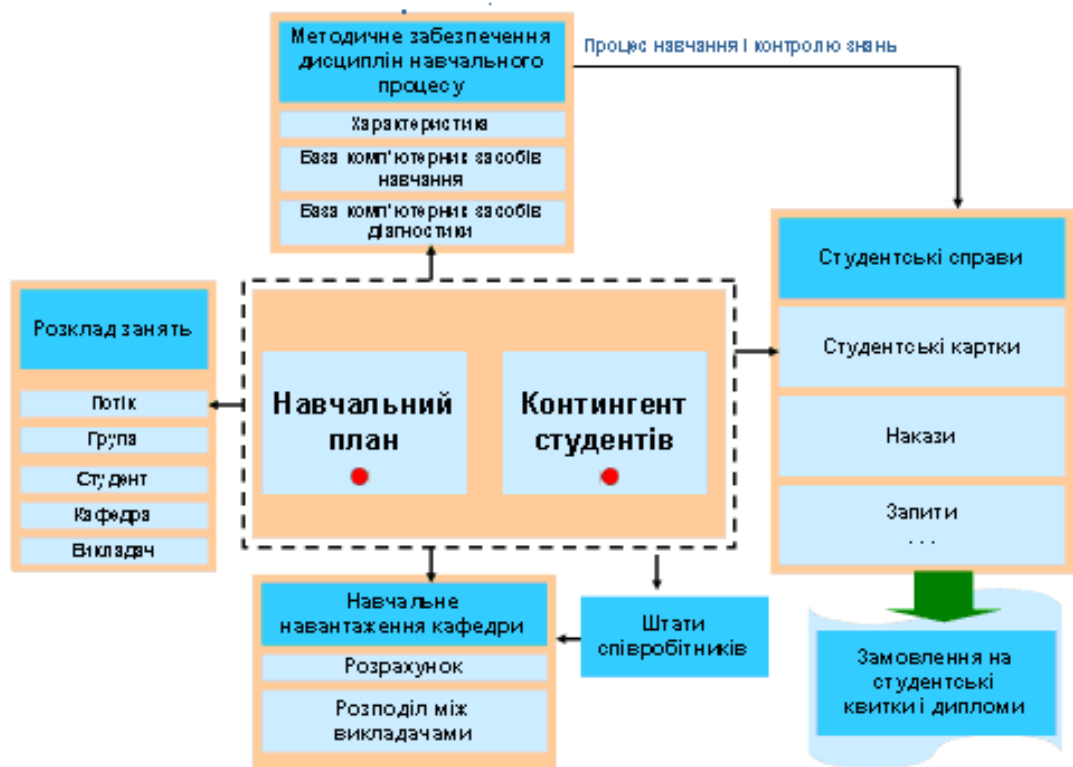 Методичне забезпечення
дисциплін навчального
процесу
Процес навчання і контролю знань
Характеристика
База комп'ютерник засобів
навчання
База комп'ютерник засобів
діагностики
Студентські справи
Студентські картки
Накази
Запити
. . .
Розклад занять
Потік
Група
Студент
Кафедра
Викладач
Навчальний
план
Контингент
студентів
Навчальне
навантаження кафедри
Розрахунок
Розподіл між
викладачами
Штати
співробітників
Замовлення на
студентські
квитки і дипломи